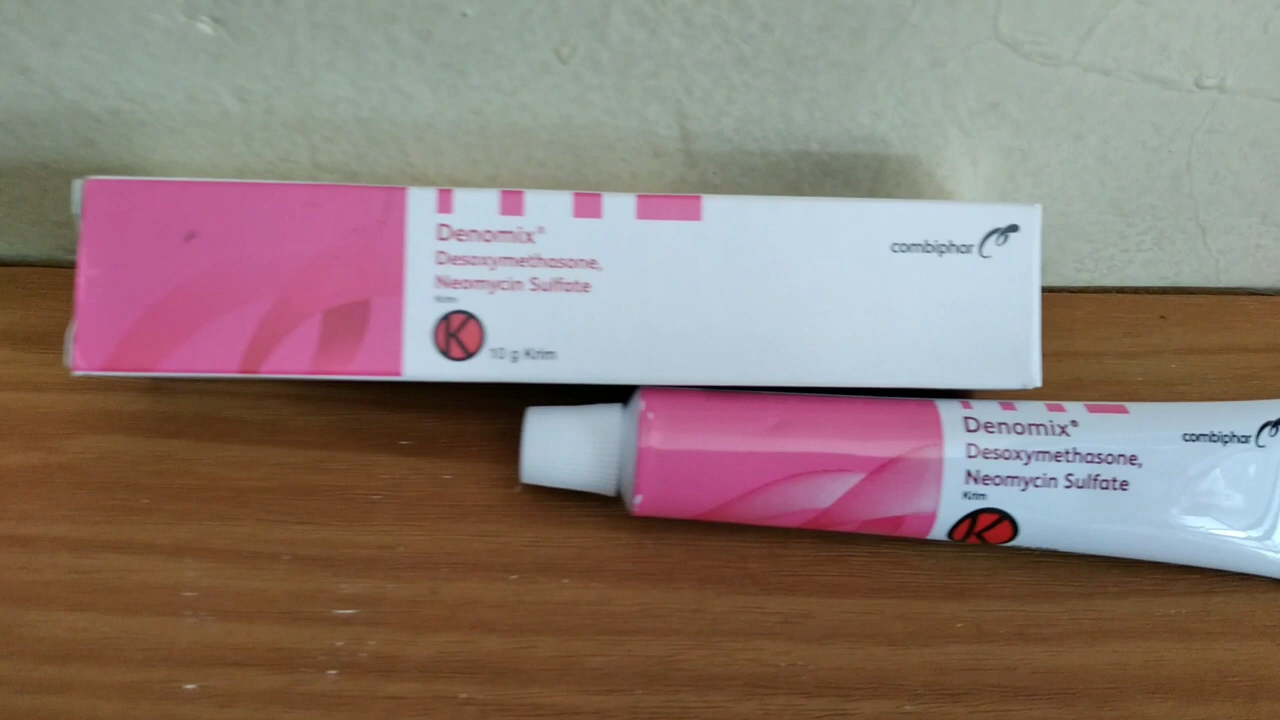 Denomix®
Desoxymethasone,
Neomycin Sulfate
Krim
K
10 g Krim
combiphar
Denomix®
Desoxymethasone,
Neomycin Sulfate
Krim
K
combiphar